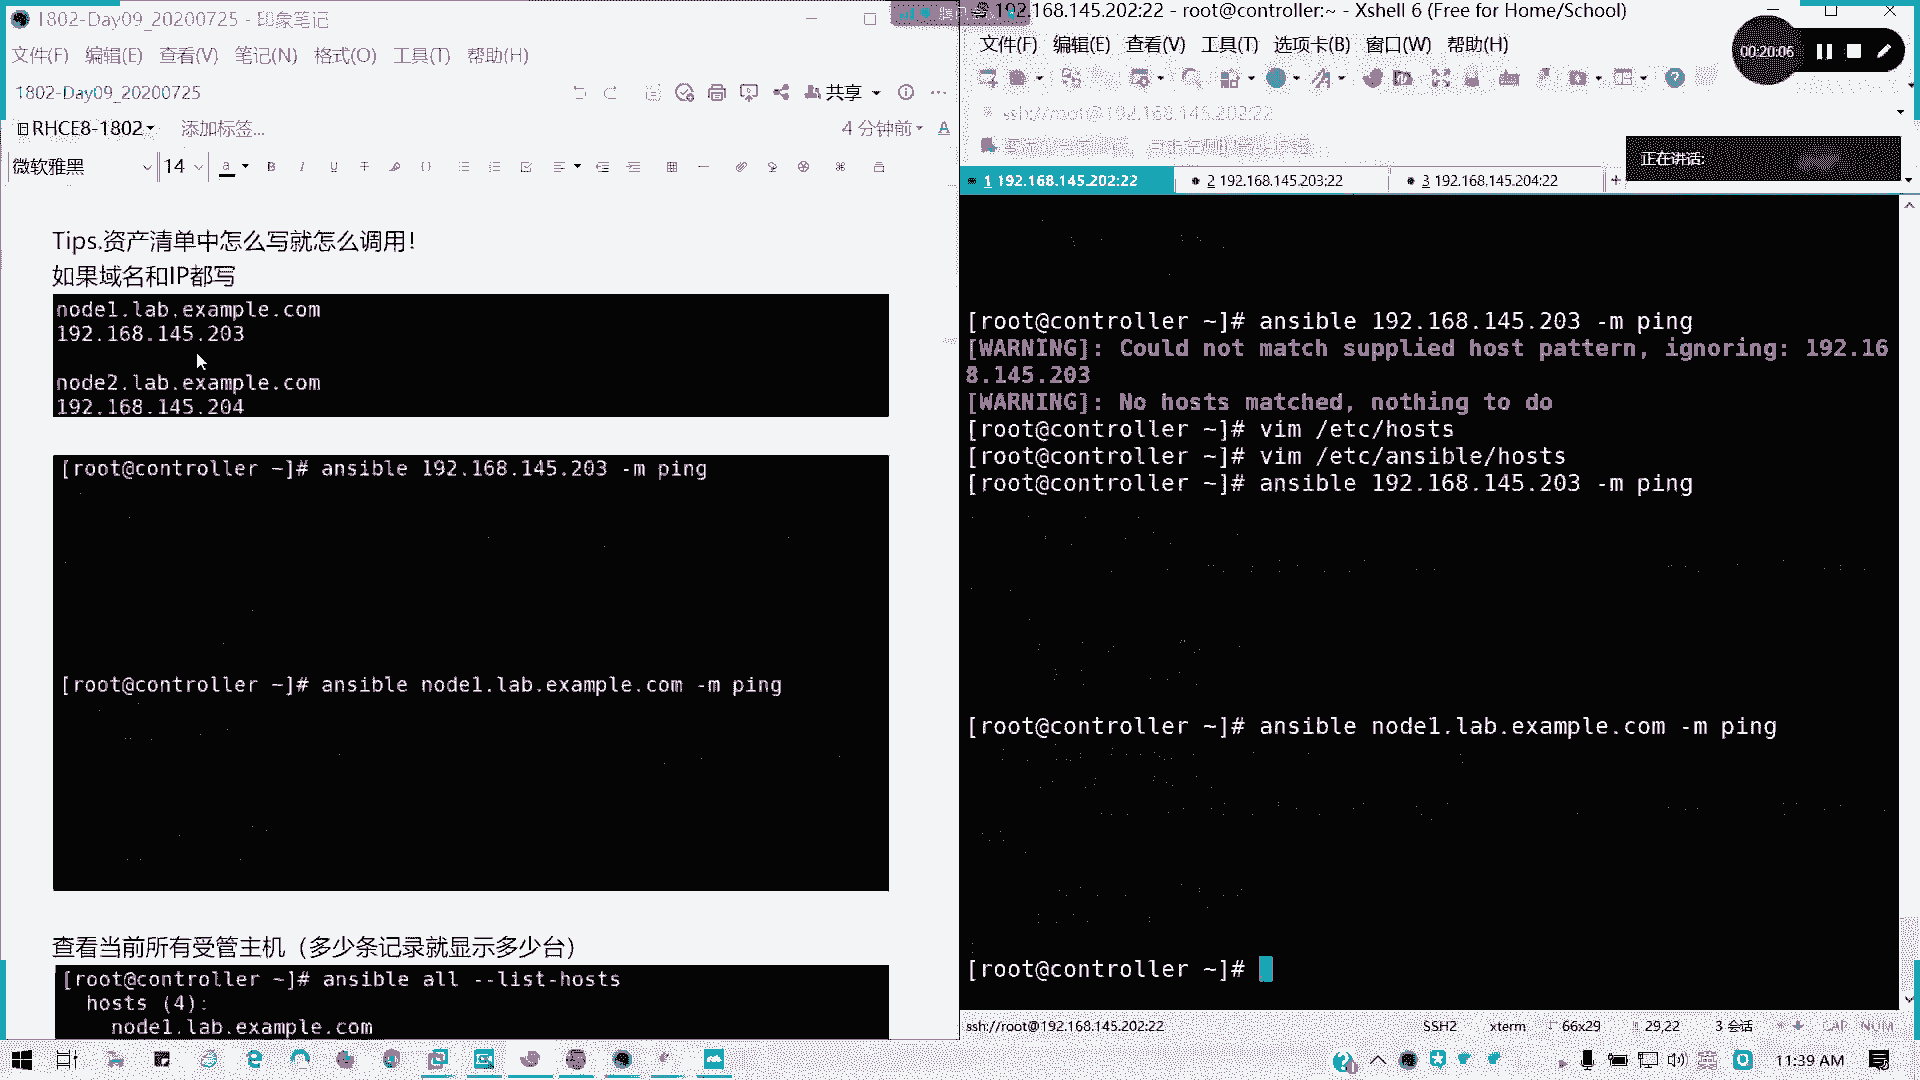 1802-Day09_20200725 - 印象笔记
文件(F) 编辑(E) 查看(V) 笔记(N) 格式(O) 工具(T) 帮助(H)
1802-Day09_20200725
共享
RHCE8-1802
添加标签...
4 分钟前
微软雅黑 14
Tips.资产清单中怎么写就怎么调用！
如果域名和IP都写
node1.lab.example.com
192.168.145.203
node2.lab.example.com
192.168.145.204
[root@controller ~]# ansible 192.168.145.203 -m ping
[root@controller ~]# ansible node1.lab.example.com -m ping
查看当前所有受管主机（多少条记录就显示多少台）
[root@controller ~]# ansible all --list-hosts
hosts (4):
node1.lab.example.com
192.168.145.202:22 - root@controller:~ - Xshell 6 (Free for Home/School)
文件(F) 编辑(E) 查看(V) 工具(T) 选项卡(B) 窗口(W) 帮助(H)
00:20:06
ssh://root@192.168.145.202:22
正在讲话:
1 192.168.145.202:22
2 192.168.145.203:22
3 192.168.145.204:22
[root@controller ~]# ansible 192.168.145.203 -m ping
[WARNING]: Could not match supplied host pattern, ignoring: 192.16
8.145.203
[WARNING]: No hosts matched, nothing to do
[root@controller ~]# vim /etc/hosts
[root@controller ~]# vim /etc/ansible/hosts
[root@controller ~]# ansible 192.168.145.203 -m ping
[root@controller ~]# ansible node1.lab.example.com -m ping
[root@controller ~]#
ssh://root@192.168.145.202:22 SSH2 xterm 66x29 29,22 3 会话 CAP NUM
11:39 AM